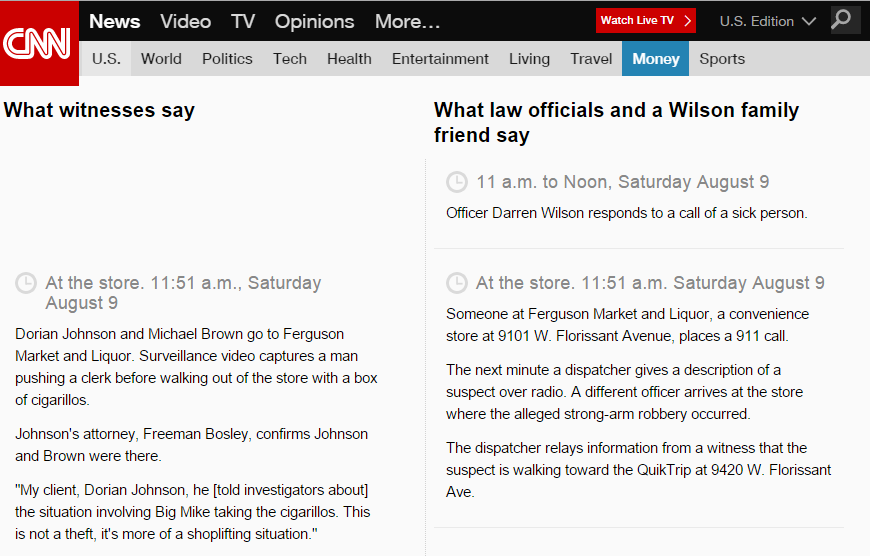 CNN
News Video TV Opinions More... Watch Live TV U.S. Edition
U.S. World Politics Tech Health Entertainment Living Travel Money Sports
What witnesses say
At the store. 11:51 a.m., Saturday
August 9
Dorian Johnson and Michael Brown go to Ferguson
Market and Liquor. Surveillance video captures a man
pushing a clerk before walking out of the store with a box
of cigarillos.
Johnson's attorney, Freeman Bosley, confirms Johnson
and Brown were there.
"My client, Dorian Johnson, he [told investigators about]
the situation involving Big Mike taking the cigarillos. This
is not a theft, it's more of a shoplifting situation."
What law officials and a Wilson family
friend say
11 a.m. to Noon, Saturday August 9
Officer Darren Wilson responds to a call of a sick person.
At the store. 11:51 a.m. Saturday August 9
Someone at Ferguson Market and Liquor, a convenience
store at 9101 W. Florissant Avenue, places a 911 call.
The next minute a dispatcher gives a description of a
suspect over radio. A different officer arrives at the store
where the alleged strong-arm robbery occurred.
The dispatcher relays information from a witness that the
suspect is walking toward the QuikTrip at 9420 W. Florissant
Ave.